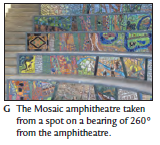 G The Mosaic amphitheatre taken
from a spot on a bearing of 260°
from the amphitheatre.